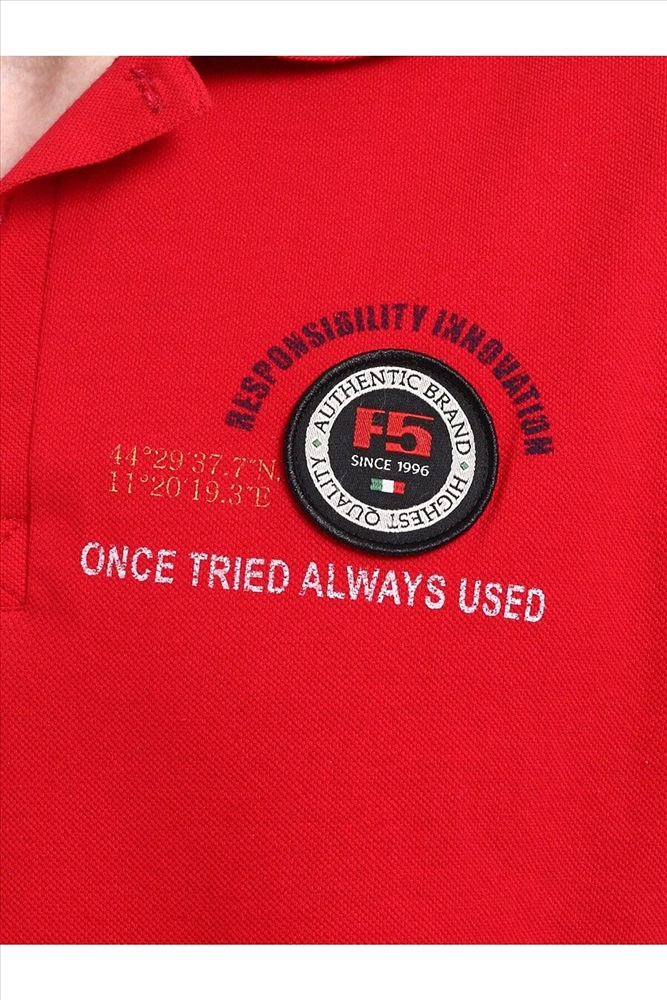 RESPONSIBILITY INNOVATION
AUTHENTIC BRAND
F5
SINCE 1996
HIGHEST QUALITY
44°29'37.7"N,
11°20'19.3"E
ONCE TRIED ALWAYS USED